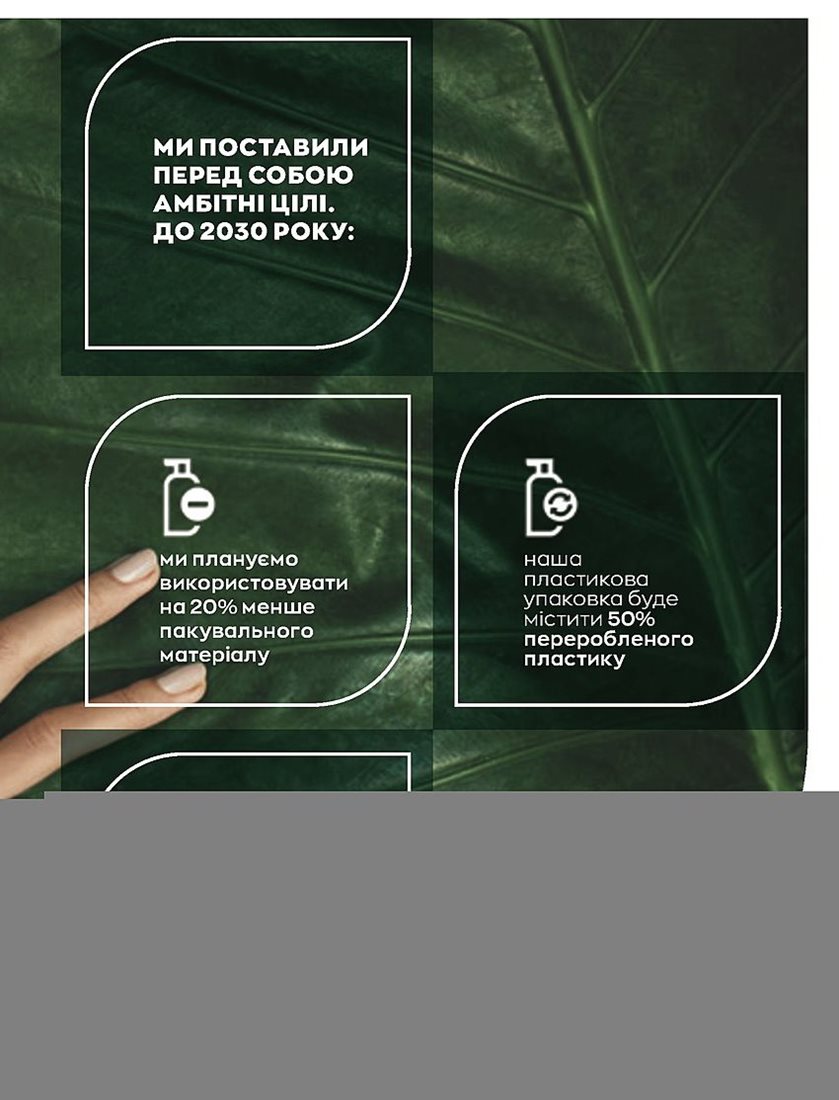 МИ ПОСТАВИЛИ
ПЕРЕД СОБОЮ
АМБІТНІ ЦІЛІ.
ДО 2030 РОКУ:
ми плануємо
використовувати
на 20% менше
пакувального
матеріалу
наша
пластикова
упаковка буде
містити 50%
переробленого
пластику